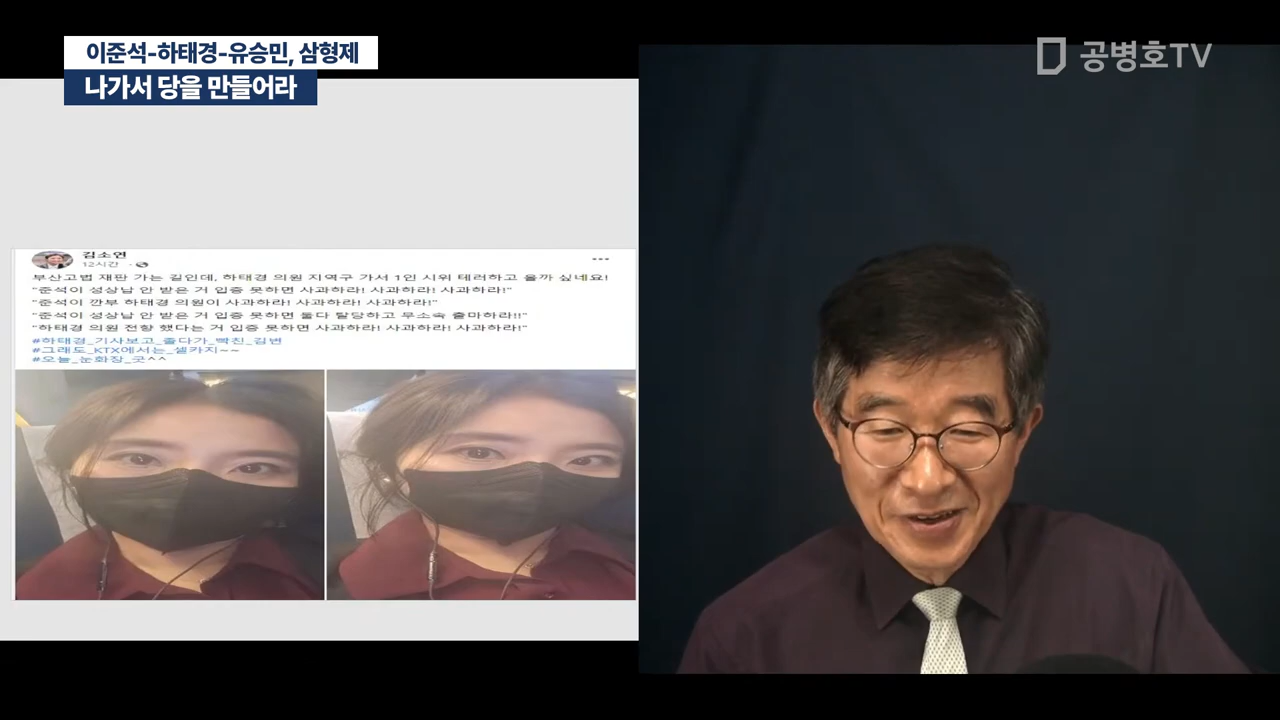 이준석-하태경-유승민, 삼형제
나가서 당을 만들어라
공병호TV
김소연
12시간 ·
부산고법 재판 가는 길인데, 하태경 의원 지역구 가서 1인 시위 테러하고 올까 싶네요!
"준석이 성상납 안 받은 거 입증 못하면 사과하라! 사과하라! 사과하라!"
"준석이 깐부 하태경 의원이 사과하라! 사과하라! 사과하라!"
"준석이 성상납 안 받은 거 입증 못하면 둘다 탈당하고 무소속 출마하라!!"
"하태경 의원 전향 했다는 거 입증 못하면 사과하라! 사과하라! 사과하라!"
#하태경_기사보고_졸다가_빡친_김변
#그래도_KTX에서는_셀카지~~
#오늘_눈화장_굿^^